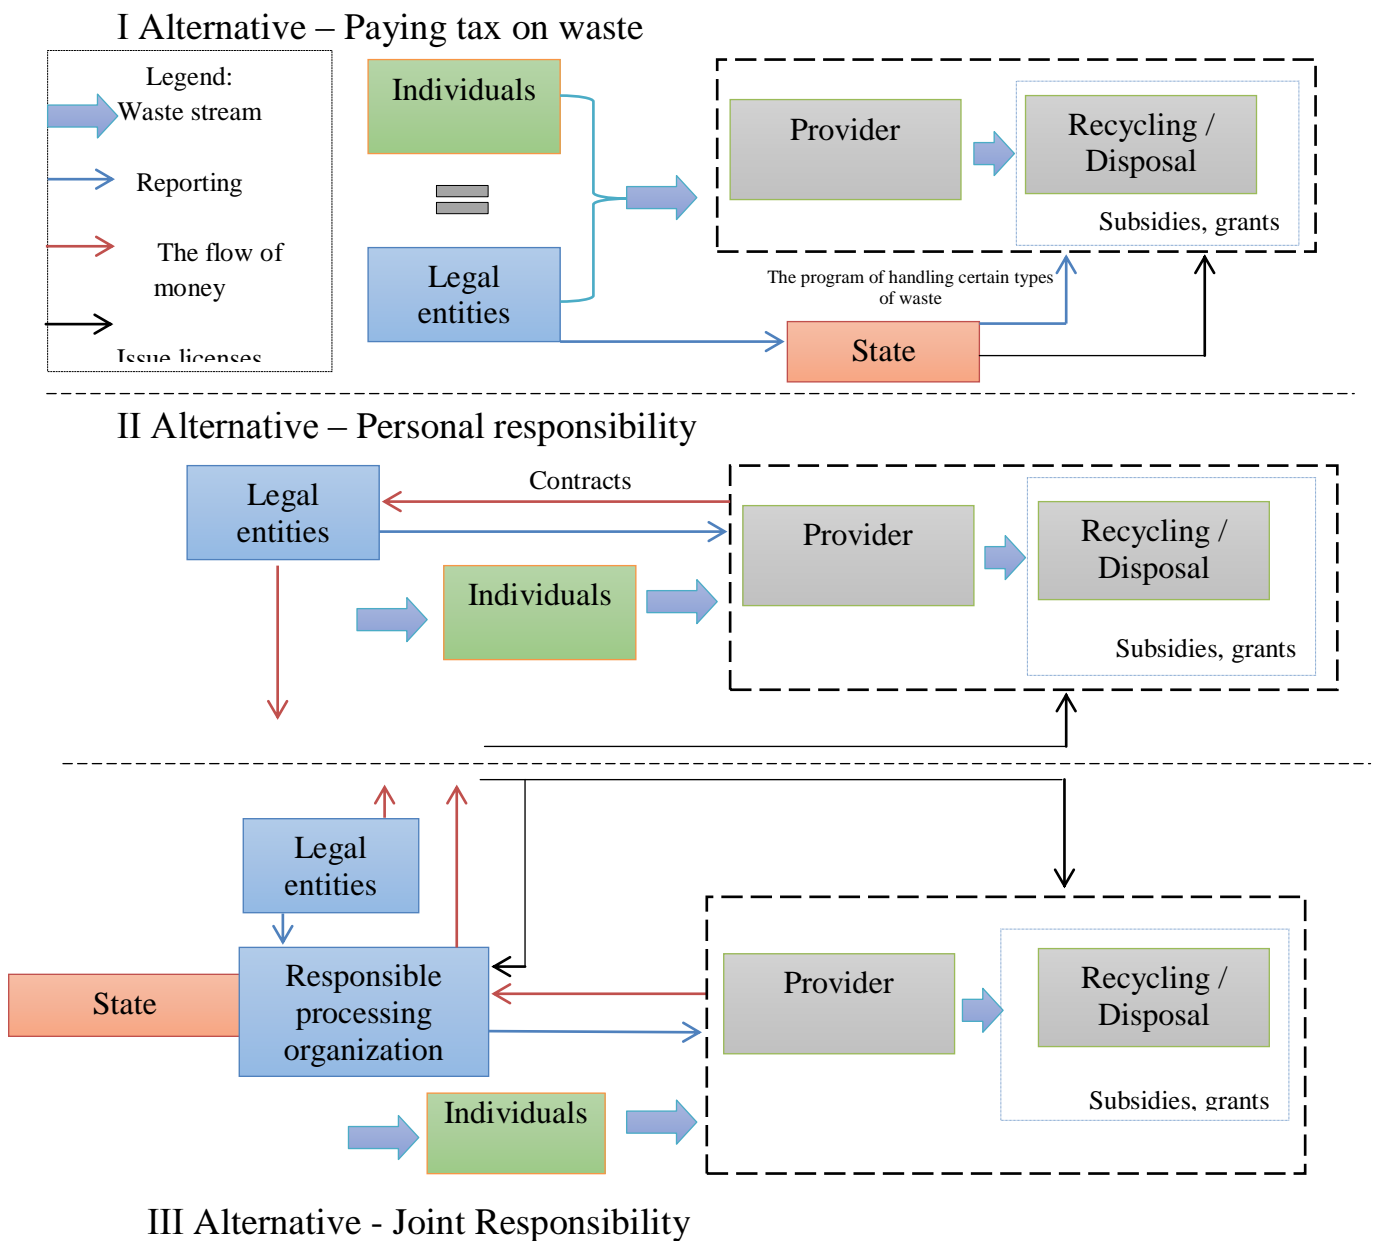 I Alternative – Paying tax on waste
Legend:
Waste stream
Reporting
The flow of
money
Issue licenses
Individuals
Legal
entities
Provider
Recycling /
Disposal
Subsidies, grants
The program of handling certain types
of waste
State
II Alternative – Personal responsibility
Legal
entities
Contracts
Individuals
Provider
Recycling /
Disposal
Subsidies, grants
Legal
entities
State
Responsible
processing
organization
Individuals
Provider
Recycling /
Disposal
Subsidies, grants
III Alternative - Joint Responsibility